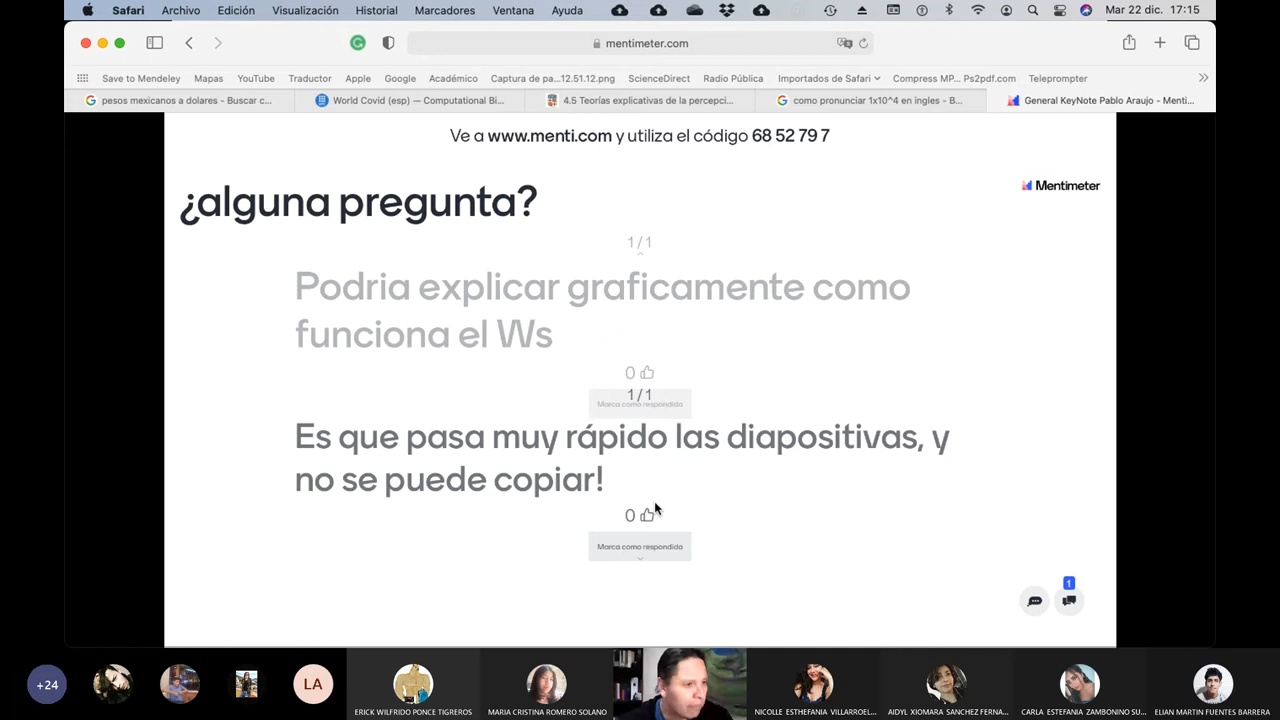 Safari Archivo Edición Visualización Historial Marcadores Ventana Ayuda Mar 22 dic. 17:15
mentimeter.com
Save to Mendeley Mapas YouTube Traductor Apple Google Académico Captura de pa...12.51.12.png ScienceDirect Radio Pública Importados de Safari Compress MP... Ps2pdf.com Teleprompter
pesos mexicanos a dolares - Buscar c... World Covid (esp) — Computational Bi... 4.5 Teorías explicativas de la percepci... como pronunciar 1x10^4 en ingles - B... General KeyNote Pablo Araujo - Menti...
Ve a www.menti.com y utiliza el código 68 52 79 7
Mentimeter
¿alguna pregunta?
1 / 1
Podria explicar graficamente como
funciona el Ws
0
1 / 1
Marca como respondida
Es que pasa muy rápido las diapositivas, y
no se puede copiar!
0
Marca como respondida
1
+24 LA
ERICK WILFRIDO PONCE TIGREROS MARIA CRISTINA ROMERO SOLANO NICOLLE ESTHEFANIA VILLARROEL... AIDYL XIOMARA SANCHEZ FERNA... CARLA ESTEFANIA ZAMBONINO SU... ELIAN MARTIN FUENTES BARRERA